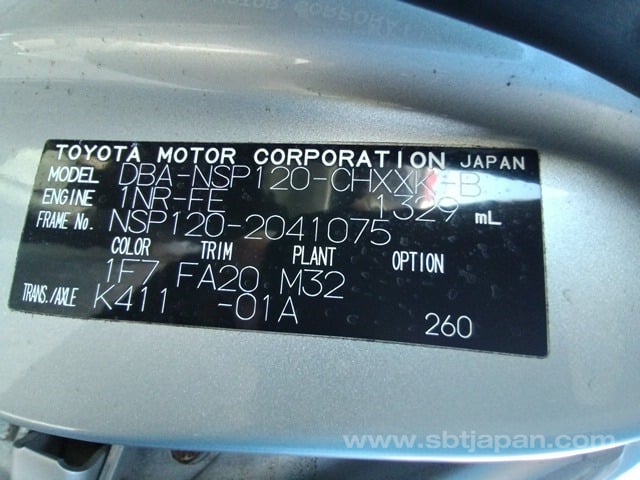 TOYOTA MOTOR CORPORATION JAPAN
MODEL DBA-NSP120-CHXXK-B
ENGINE 1NR-FE 1329 mL
FRAME No. NSP120-2041075
COLOR TRIM PLANT OPTION
1F7 FA20 M32
TRANS./AXLE K411 -01A
260
www.sbtjapan.com